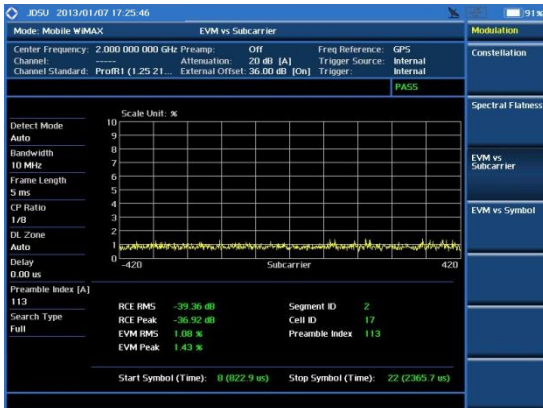 JDSU 2013/01/07 17:25:46
91%
Mode: Mobile WiMAX EVM vs Subcarrier
Modulation
Center Frequency: 2.000 000 000 GHz Preamp: Off Freq Reference: GPS
Channel: ----- Attenuation: 20 dB [A] Trigger Source: Internal
Channel Standard: ProfR1 (1.25 21... External Offset: 36.00 dB [On] Trigger: Internal
Constellation
PASS
Spectral Flatness
Scale Unit: %
10
9
8
7
6
5
4
3
2
1
0
-420 Subcarrier 420
Detect Mode
Auto
Bandwidth
10 MHz
Frame Length
5 ms
CP Ratio
1/8
DL Zone
Auto
Delay
0.00 us
Preamble Index [A]
113
Search Type
Full
EVM vs
Subcarrier
EVM vs Symbol
RCE RMS -39.36 dB Segment ID 2
RCE Peak -36.92 dB Cell ID 17
EVM RMS 1.08 % Preamble Index 113
EVM Peak 1.43 %
Start Symbol (Time): 8 (822.9 us) Stop Symbol (Time): 22 (2365.7 us)